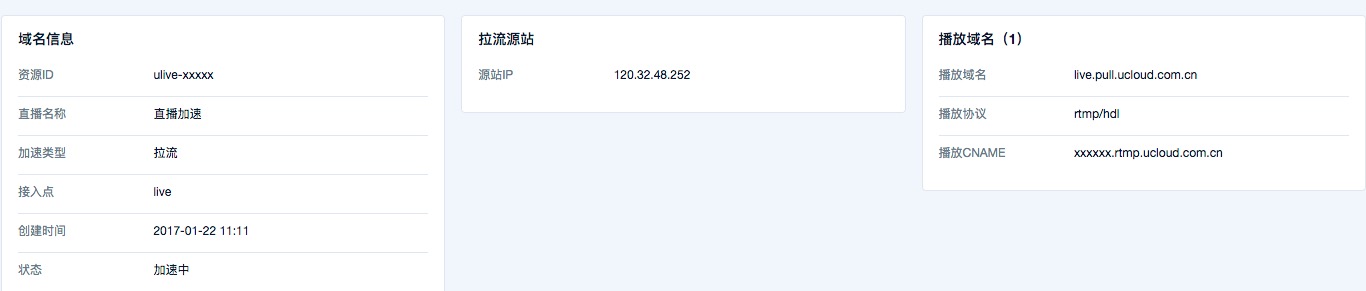 域名信息
资源ID ulive-xxxxx
直播名称 直播加速
加速类型 拉流
接入点 live
创建时间 2017-01-22 11:11
状态 加速中
拉流源站
源站IP 120.32.48.252
播放域名（1）
播放域名 live.pull.ucloud.com.cn
播放协议 rtmp/hdl
播放CNAME xxxxxx.rtmp.ucloud.com.cn